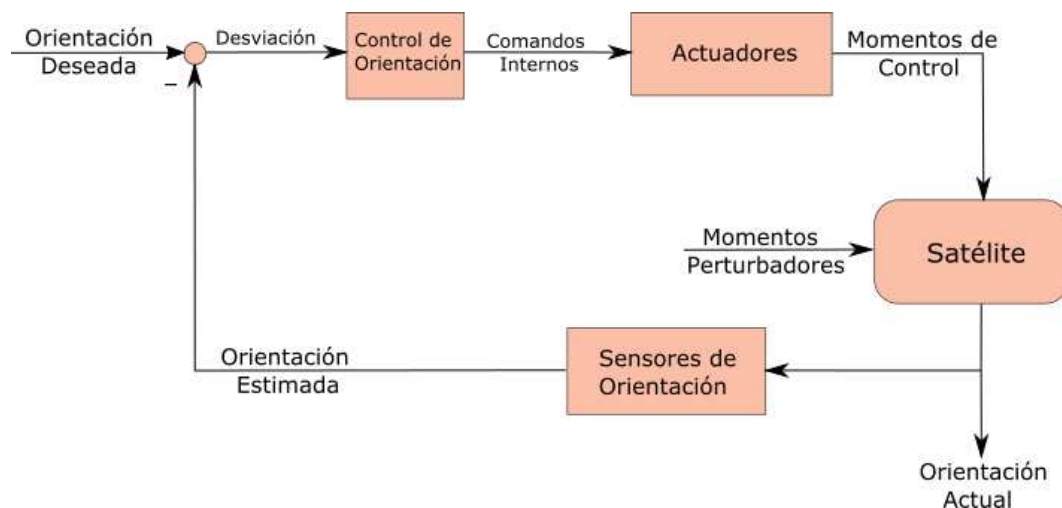 Orientación
Deseada
–
Desviación
Control de
Orientación
Comandos
Internos
Actuadores
Momentos de
Control
Momentos
Perturbadores
Satélite
Orientación
Estimada
Sensores de
Orientación
Orientación
Actual